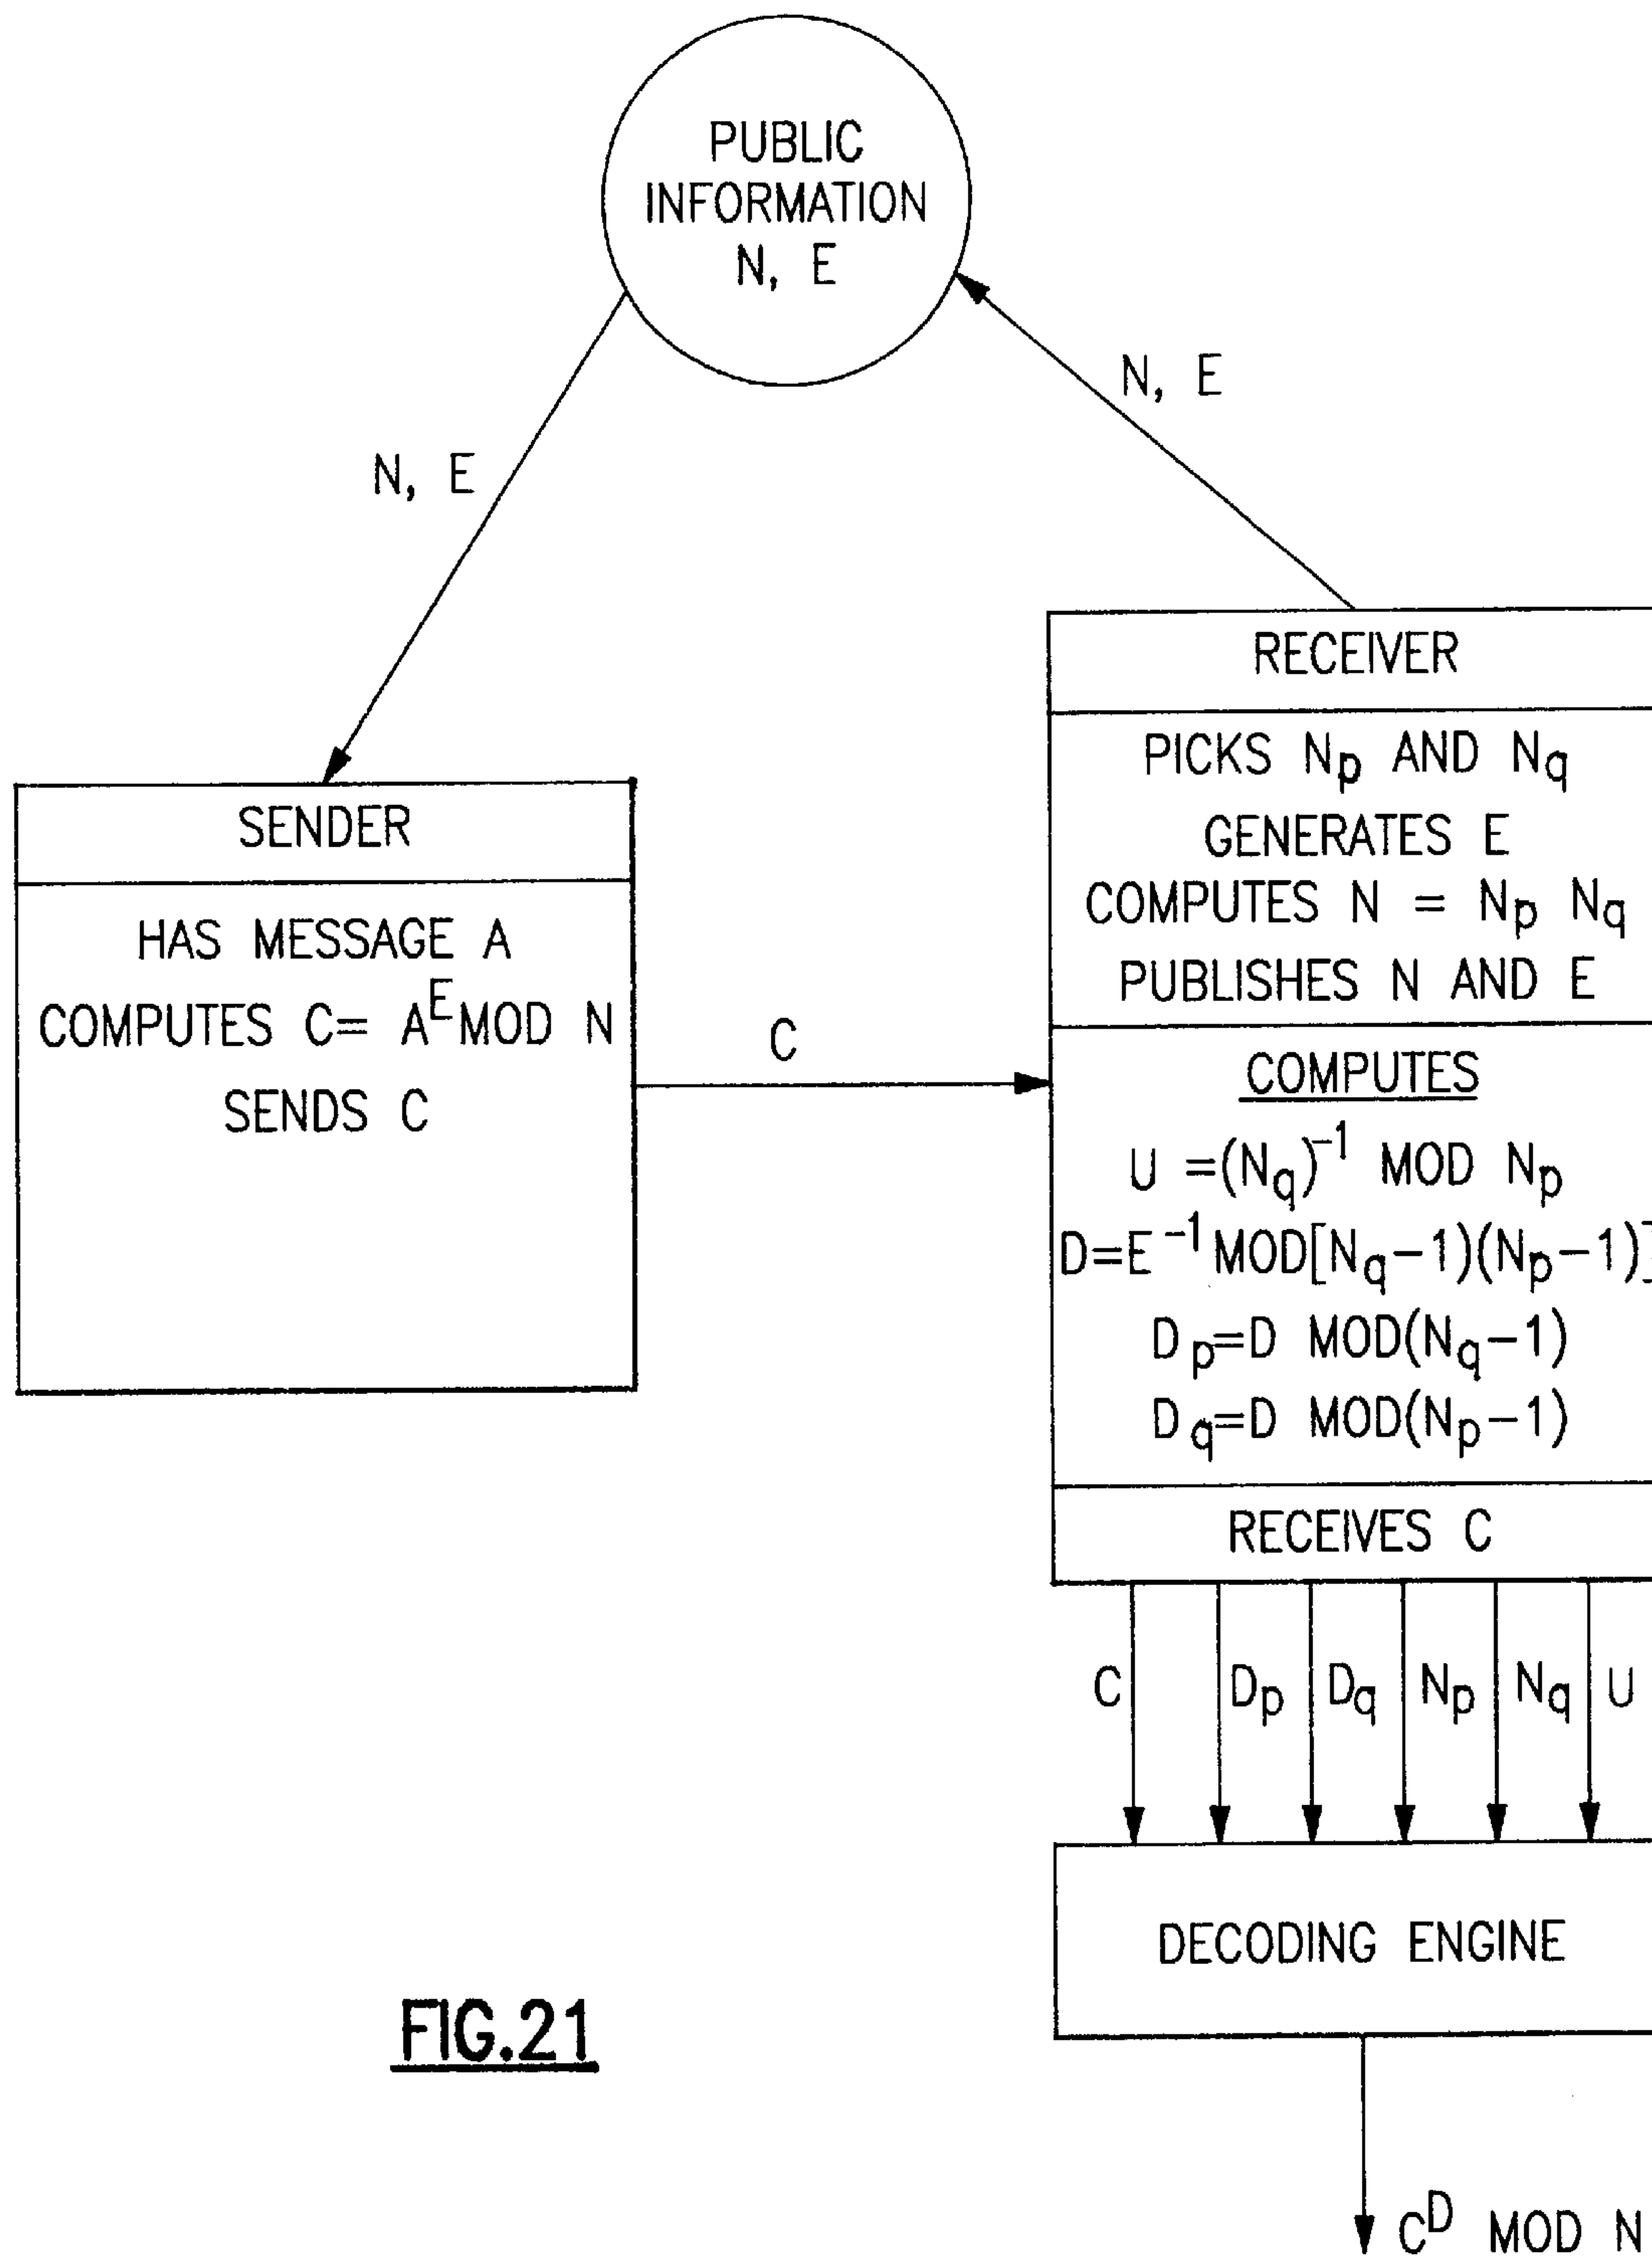 PUBLIC
INFORMATION
N, E
N, E
N, E
SENDER
HAS MESSAGE A
COMPUTES C= A^E MOD N
SENDS C
C
RECEIVER
PICKS Np AND Nq
GENERATES E
COMPUTES N = Np Nq
PUBLISHES N AND E
COMPUTES
U =(Nq)^-1 MOD Np
D=E^-1 MOD[Nq-1)(Np-1)]
Dp=D MOD(Nq-1)
Dq=D MOD(Np-1)
RECEIVES C
C Dp Dq Np Nq U
DECODING ENGINE
C^D MOD N
FIG.21